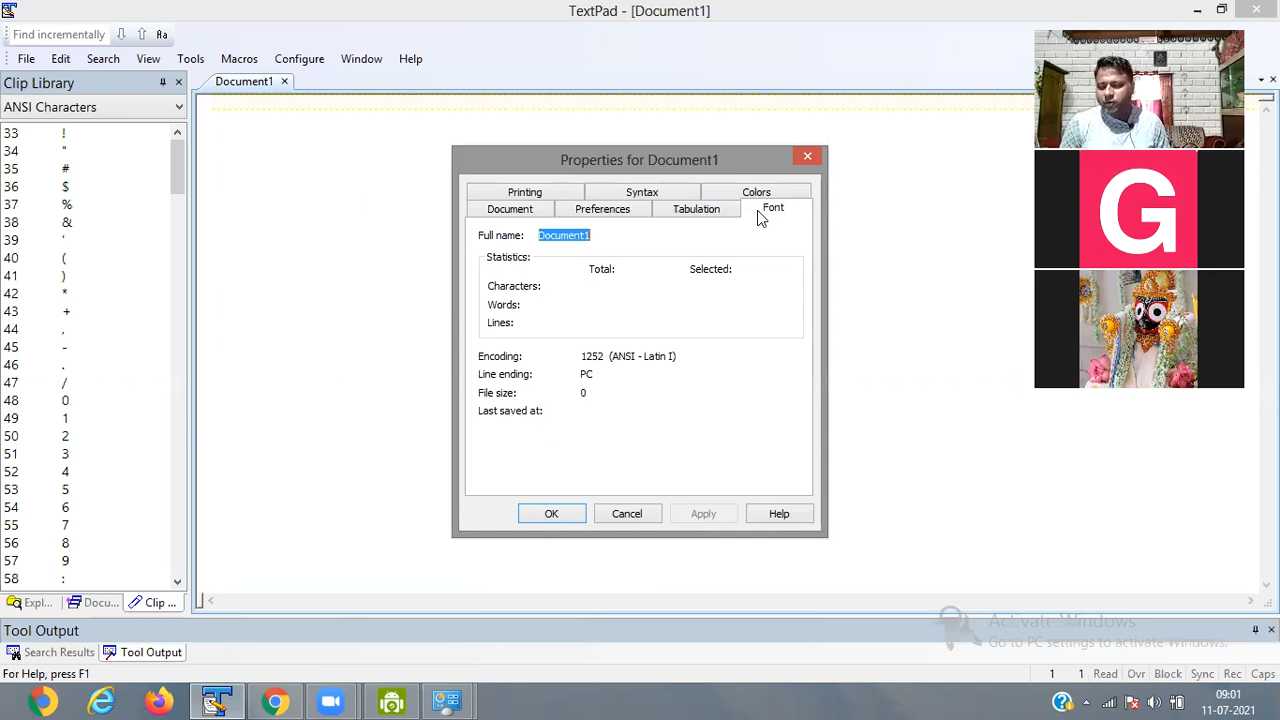 TextPad - [Document1]
Find incrementally
Aa
File Edit Search View Tools Macros Configure Window Help
Clip Library
Document1
ANSI Characters
33 !
34 "
35 #
36 $
37 %
38 &
39 '
40 (
41 )
42 *
43 +
44 ,
45 -
46 .
47 /
48 0
49 1
50 2
51 3
52 4
53 5
54 6
55 7
56 8
57 9
58 :
Expl... Docu... Clip ...
Properties for Document1
Printing Syntax Colors
Document Preferences Tabulation Font
Full name: Document1
Statistics:
Total: Selected:
Characters:
Words:
Lines:
Encoding: 1252 (ANSI - Latin I)
Line ending: PC
File size: 0
Last saved at:
OK Cancel Apply Help
G
Activate Windows
Go to PC settings to activate Windows.
Tool Output
Search Results Tool Output
For Help, press F1
1 1 Read Ovr Block Sync Rec Caps
09:01
11-07-2021